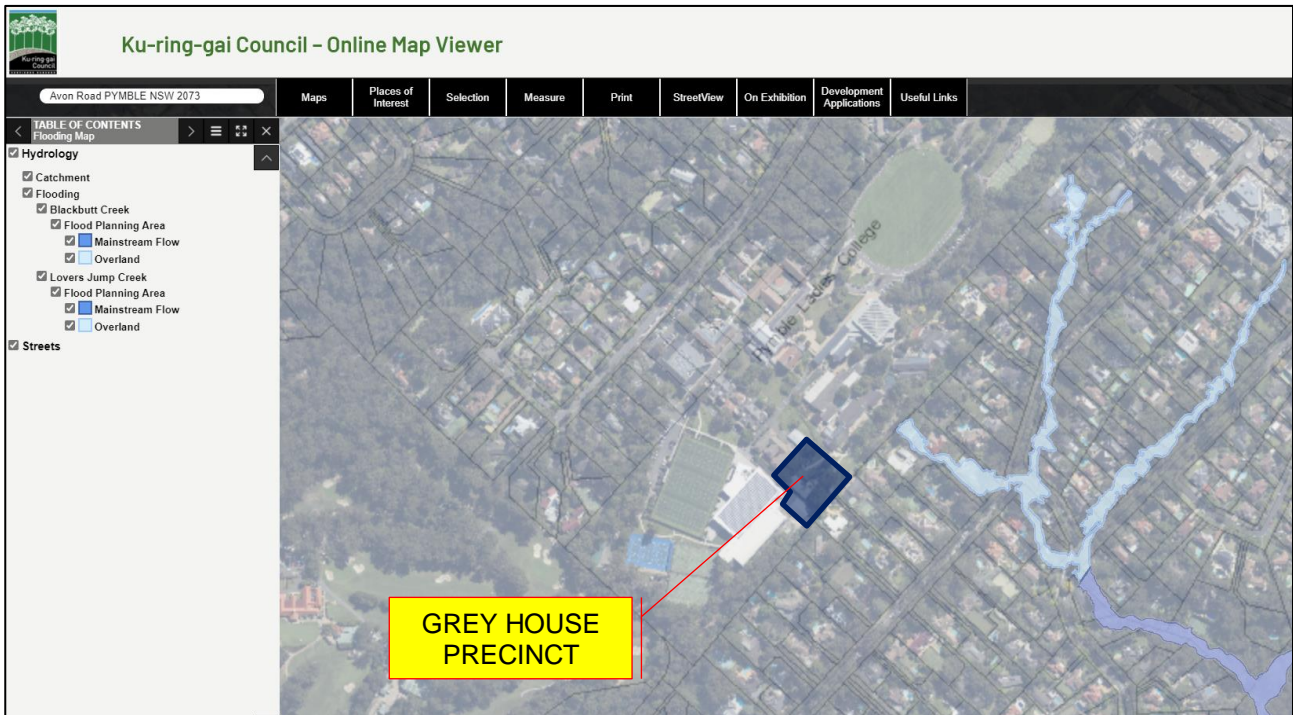 Ku-ring-gai
Council
Ku-ring-gai Council – Online Map Viewer
Avon Road PYMBLE NSW 2073
Maps
Places of
Interest
Selection
Measure
Print
StreetView
On Exhibition
Development
Applications
Useful Links
TABLE OF CONTENTS
Flooding Map
Hydrology
Catchment
Flooding
Blackbutt Creek
Flood Planning Area
Mainstream Flow
Overland
Lovers Jump Creek
Flood Planning Area
Mainstream Flow
Overland
Streets
Pymble Ladies College
GREY HOUSE
PRECINCT